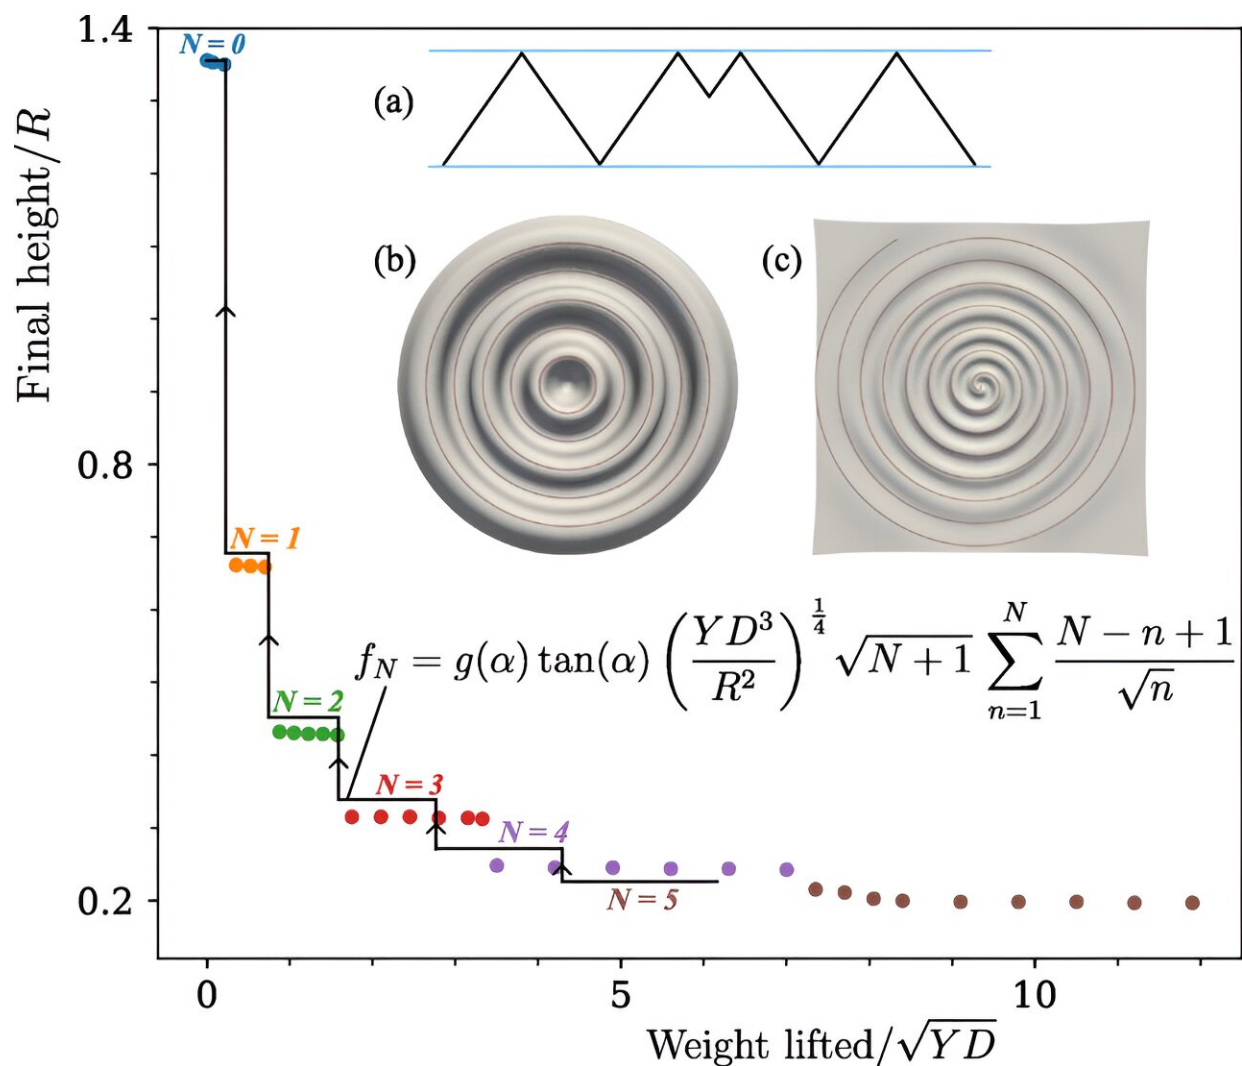 1.4
N = 0
(a)
Final height/R
(b)
(c)
0.8
N = 1
f_N = g(α) tan(α) (YD³/R²)^{1/4} √(N + 1) ∑_{n=1}^{N} (N − n + 1)/√n
N = 2
N = 3
N = 4
N = 5
0.2
0
5
10
Weight lifted/√(YD)